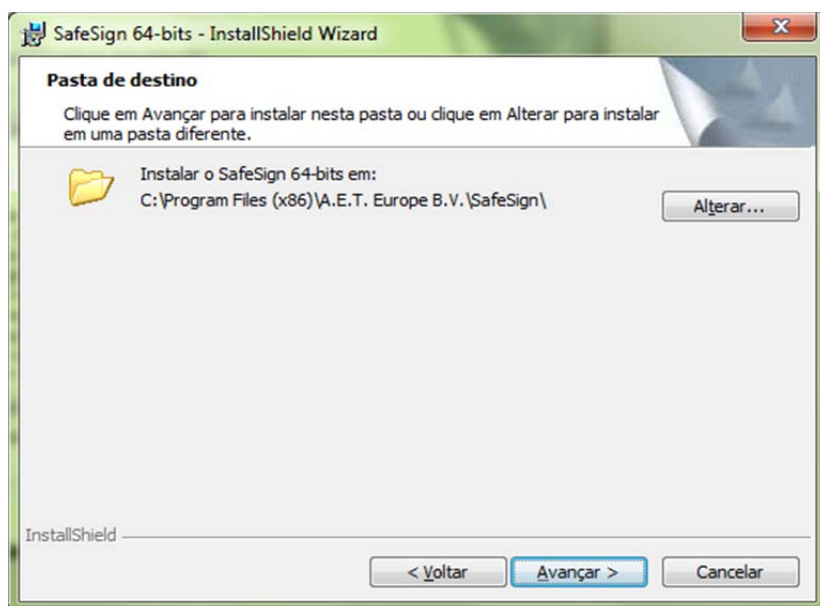 SafeSign 64-bits - InstallShield Wizard
Pasta de destino
Clique em Avançar para instalar nesta pasta ou clique em Alterar para instalar
em uma pasta diferente.
Instalar o SafeSign 64-bits em:
C:\Program Files (x86)\A.E.T. Europe B.V.\SafeSign\
Alterar...
InstallShield
< Voltar
Avançar >
Cancelar